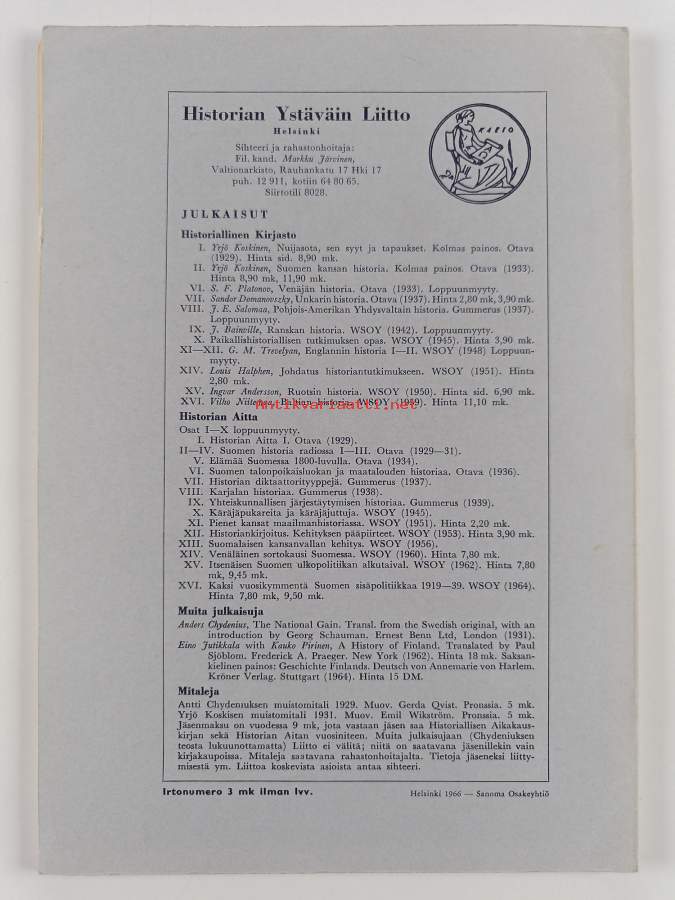 Historian Ystäväin Liitto
Helsinki
Sihteeri ja rahastonhoitaja:
Fil. kand. Markku Järvinen,
Valtionarkisto, Rauhankatu 17 Hki 17
puh. 12 911, kotiin 64 80 65.
Siirtotili 8028.
KLEIO
JULKAISUT
Historiallinen Kirjasto
I. Yrjö Koskinen, Nuijasota, sen syyt ja tapaukset. Kolmas painos. Otava
(1929). Hinta sid. 8,90 mk.
II. Yrjö Koskinen, Suomen kansan historia. Kolmas painos. Otava (1933).
Hinta 8,90 mk, 11,90 mk.
VI. S. F. Platonov, Venäjän historia. Otava (1933). Loppuunmyyty.
VII. Sandor Domanovszky, Unkarin historia. Otava (1937). Hinta 2,80 mk, 3,90 mk.
VIII. J. E. Salomaa, Pohjois-Amerikan Yhdysvaltain historia. Gummerus (1937).
Loppuunmyyty.
IX. J. Bainville, Ranskan historia. WSOY (1942). Loppuunmyyty.
X. Paikallishistoriallisen tutkimuksen opas. WSOY (1945). Hinta 3,90 mk.
XI—XII. G. M. Trevelyan, Englannin historia I—II. WSOY (1948) Loppuun-
myyty.
XIV. Louis Halphen, Johdatus historiantutkimukseen. WSOY (1951). Hinta
2,80 mk.
XV. Ingvar Andersson, Ruotsin historia. WSOY (1950). Hinta sid. 6,90 mk.
XVI. Vilho Niitemaa, Baltian historia. WSOY (1959). Hinta 11,10 mk.
Antikvariaatti.net
Historian Aitta
Osat I—X loppuunmyyty.
I. Historian Aitta I. Otava (1929).
II—IV. Suomen historia radiossa I—III. Otava (1929—31).
V. Elämää Suomessa 1800-luvulla. Otava (1934).
VI. Suomen talonpoikaisluokan ja maatalouden historiaa. Otava (1936).
VII. Historian diktaattorityyppejä. Gummerus (1937).
VIII. Karjalan historiaa. Gummerus (1938).
IX. Yhteiskunnallisen järjestäytymisen historiaa. Gummerus (1939).
X. Käräjäpukareita ja käräjäjuttuja. WSOY (1945).
XI. Pienet kansat maailmanhistoriassa. WSOY (1951). Hinta 2,20 mk.
XII. Historiankirjoitus. Kehityksen pääpiirteet. WSOY (1953). Hinta 3,90 mk.
XIII. Suomalaisen kansanvallan kehitys. WSOY (1956).
XIV. Venäläinen sortokausi Suomessa. WSOY (1960). Hinta 7,80 mk.
XV. Itsenäisen Suomen ulkopolitiikan alkutaival. WSOY (1962). Hinta 7,80
mk, 9,45 mk.
XVI. Kaksi vuosikymmentä Suomen sisäpolitiikkaa 1919—39. WSOY (1964).
Hinta 7,80 mk, 9,50 mk.
Muita julkaisuja
Anders Chydenius, The National Gain. Transl. from the Swedish original, with an
introduction by Georg Schauman. Ernest Benn Ltd, London (1931).
Eino Jutikkala with Kauko Pirinen, A History of Finland. Translated by Paul
Sjöblom. Frederick A. Praeger. New York (1962). Hinta 18 mk. Saksan-
kielinen painos: Geschichte Finlands. Deutsch von Annemarie von Harlem.
Kröner Verlag. Stuttgart (1964). Hinta 15 DM.
Mitaleja
Antti Chydeniuksen muistomitali 1929. Muov. Gerda Qvist. Pronssia. 5 mk.
Yrjö Koskisen muistomitali 1931. Muov. Emil Wikström. Pronssia. 5 mk.
Jäsenmaksu on vuodessa 9 mk, jota vastaan jäsen saa Historiallisen Aikakaus-
kirjan sekä Historian Aitan vuosiniteen. Muita julkaisujaan (Chydeniuksen
teosta lukuunottamatta) Liitto ei välitä; niitä on saatavana jäsenillekin vain
kirjakaupoissa. Mitaleja saatavana rahastonhoitajalta. Tietoja jäseneksi liitty-
misestä ym. Liittoa koskevista asioista antaa sihteeri.
Irtonumero 3 mk ilman lvv.
Helsinki 1966 — Sanoma Osakeyhtiö